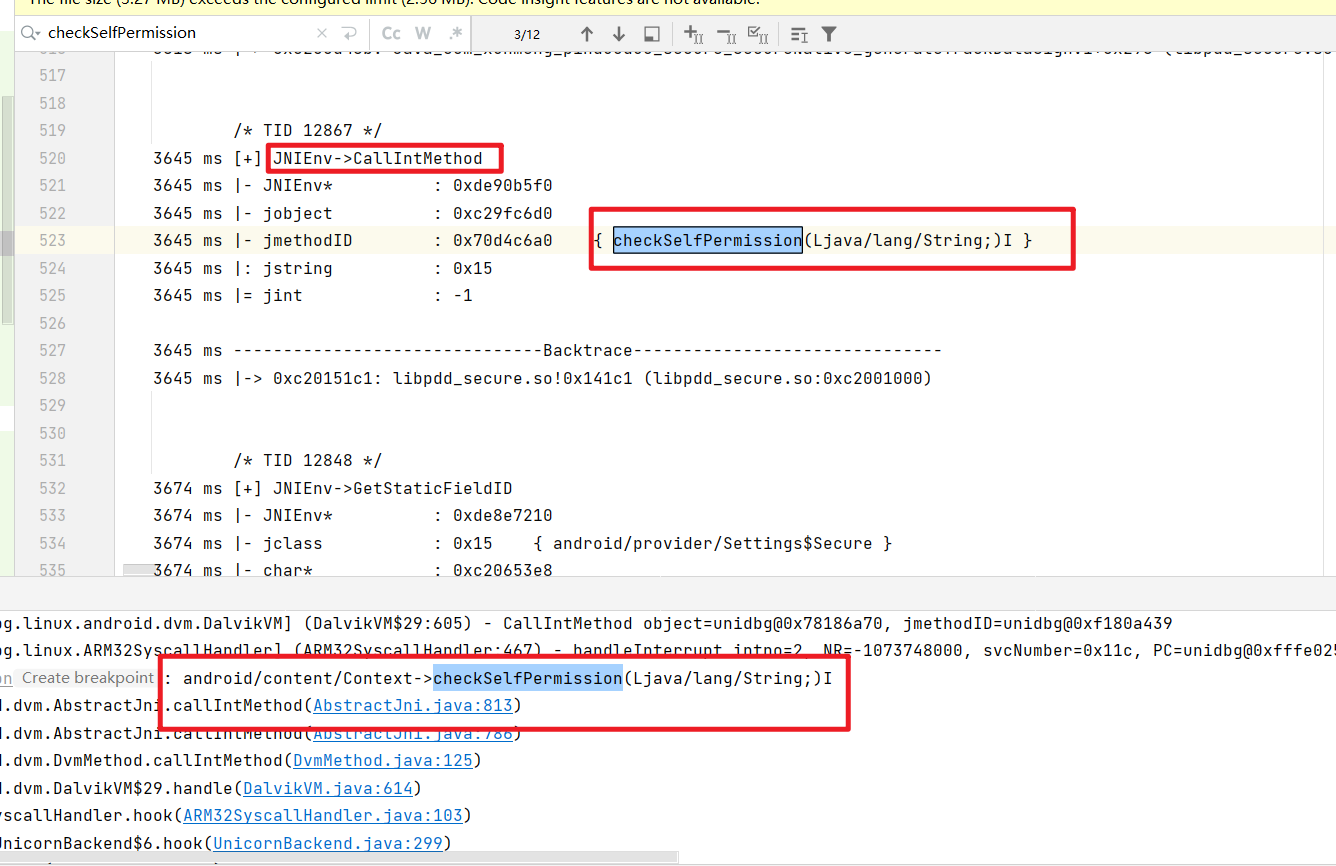 The file size (3.27 MB) exceeds the configured limit (2.56 MB). Code insight features are not available.
checkSelfPermission × Cc W .* 3/12
517
518
519 /* TID 12867 */
520 3645 ms [+] JNIEnv->CallIntMethod
521 3645 ms |- JNIEnv* : 0xde90b5f0
522 3645 ms |- jobject : 0xc29fc6d0
523 3645 ms |- jmethodID : 0x70d4c6a0 { checkSelfPermission(Ljava/lang/String;)I }
524 3645 ms |: jstring : 0x15
525 3645 ms |= jint : -1
526
527 3645 ms -------------------------------Backtrace-------------------------------
528 3645 ms |-> 0xc20151c1: libpdd_secure.so!0x141c1 (libpdd_secure.so:0xc2001000)
529
530
531 /* TID 12848 */
532 3674 ms [+] JNIEnv->GetStaticFieldID
533 3674 ms |- JNIEnv* : 0xde8e7210
534 3674 ms |- jclass : 0x15 { android/provider/Settings$Secure }
535 3674 ms |- char* : 0xc20653e8
og.linux.android.dvm.DalvikVM] (DalvikVM$29:605) - CallIntMethod object=unidbg@0x78186a70, jmethodID=unidbg@0xf180a439
og.linux.ARM32SyscallHandler] (ARM32SyscallHandler:467) - handleInterrupt intno=2, NR=-1073748000, svcNumber=0x11c, PC=unidbg@0xfffe025
on Create breakpoint : android/content/Context->checkSelfPermission(Ljava/lang/String;)I
d.dvm.AbstractJni.callIntMethod(AbstractJni.java:813)
d.dvm.AbstractJni.callIntMethod(AbstractJni.java:786)
d.dvm.DvmMethod.callIntMethod(DvmMethod.java:125)
d.dvm.DalvikVM$29.handle(DalvikVM.java:614)
yscallHandler.hook(ARM32SyscallHandler.java:103)
UnicornBackend$6.hook(UnicornBackend.java:299)